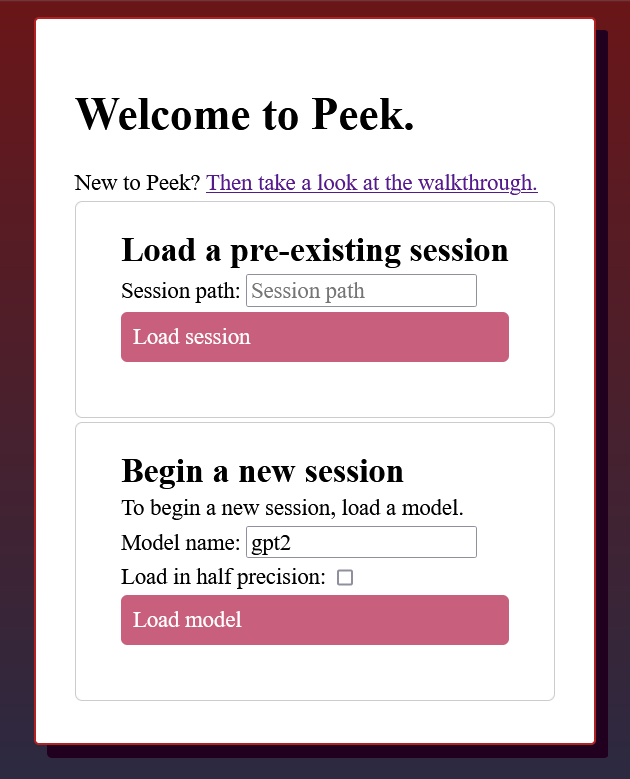 Welcome to Peek.
New to Peek? Then take a look at the walkthrough.
Load a pre-existing session
Session path: Session path
Load session
Begin a new session
To begin a new session, load a model.
Model name: gpt2
Load in half precision:
Load model